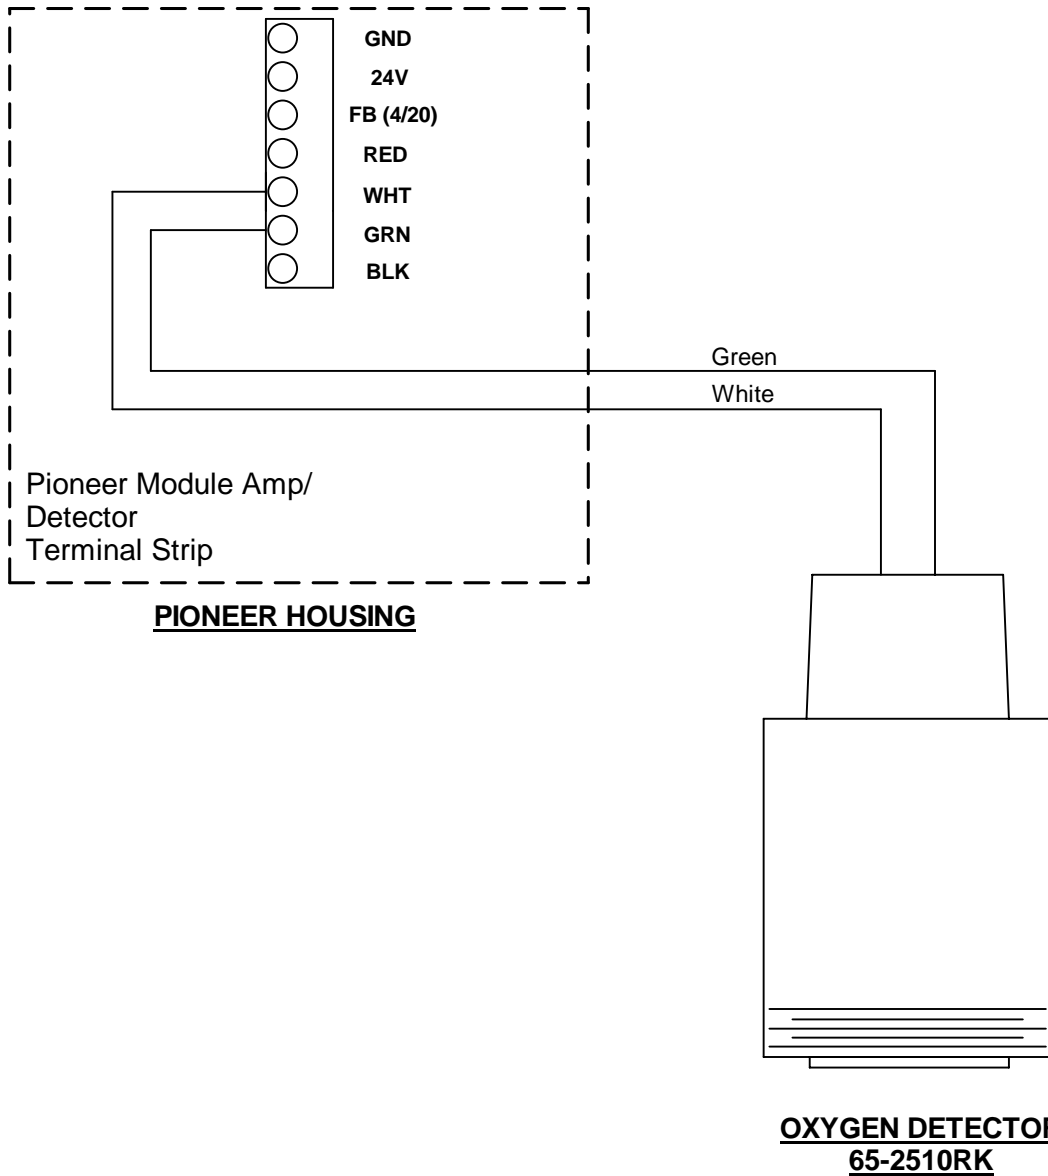 GND
24V
FB (4/20)
RED
WHT
GRN
BLK
Green
White
Pioneer Module Amp/
Detector
Terminal Strip
PIONEER HOUSING
OXYGEN DETECTOR
65-2510RK